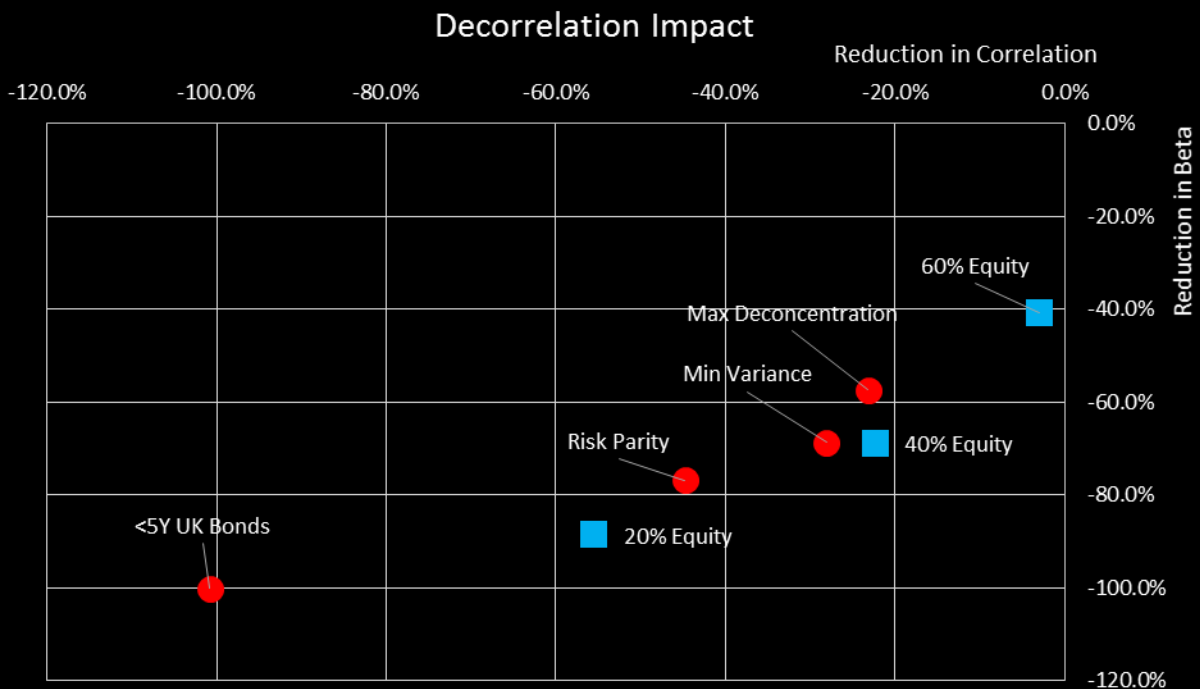 Decorrelation Impact
Reduction in Correlation
-120.0% -100.0% -80.0% -60.0% -40.0% -20.0% 0.0%
0.0%
Reduction in Beta
-20.0%
60% Equity
-40.0%
Max Deconcentration
Min Variance
-60.0%
Risk Parity
40% Equity
-80.0%
<5Y UK Bonds
20% Equity
-100.0%
-120.0%